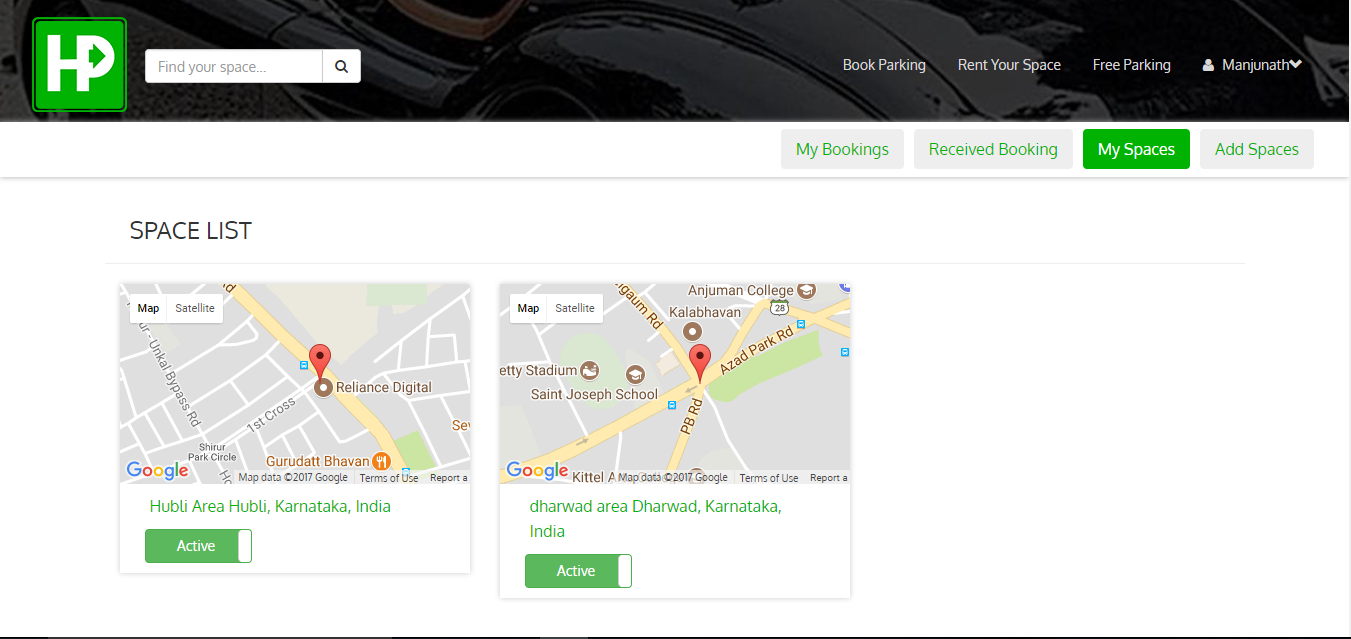 HP
Find your space...
Book Parking
Rent Your Space
Free Parking
Manjunath
My Bookings
Received Booking
My Spaces
Add Spaces
SPACE LIST
Map
Satellite
Unkal Bypass Rd
1st Cross
Reliance Digital
Shirur
Park Circle
Gurudatt Bhavan
Google
Map data ©2017 Google
Terms of Use
Report a
Hubli Area Hubli, Karnataka, India
Active
Map
Satellite
Anjuman College
28
Kalabhavan
gaum Rd
Azad Park Rd
etty Stadium
Saint Joseph School
PB Rd
Kittel A
Google
Map data ©2017 Google
Terms of Use
Report a
dharwad area Dharwad, Karnataka,
India
Active